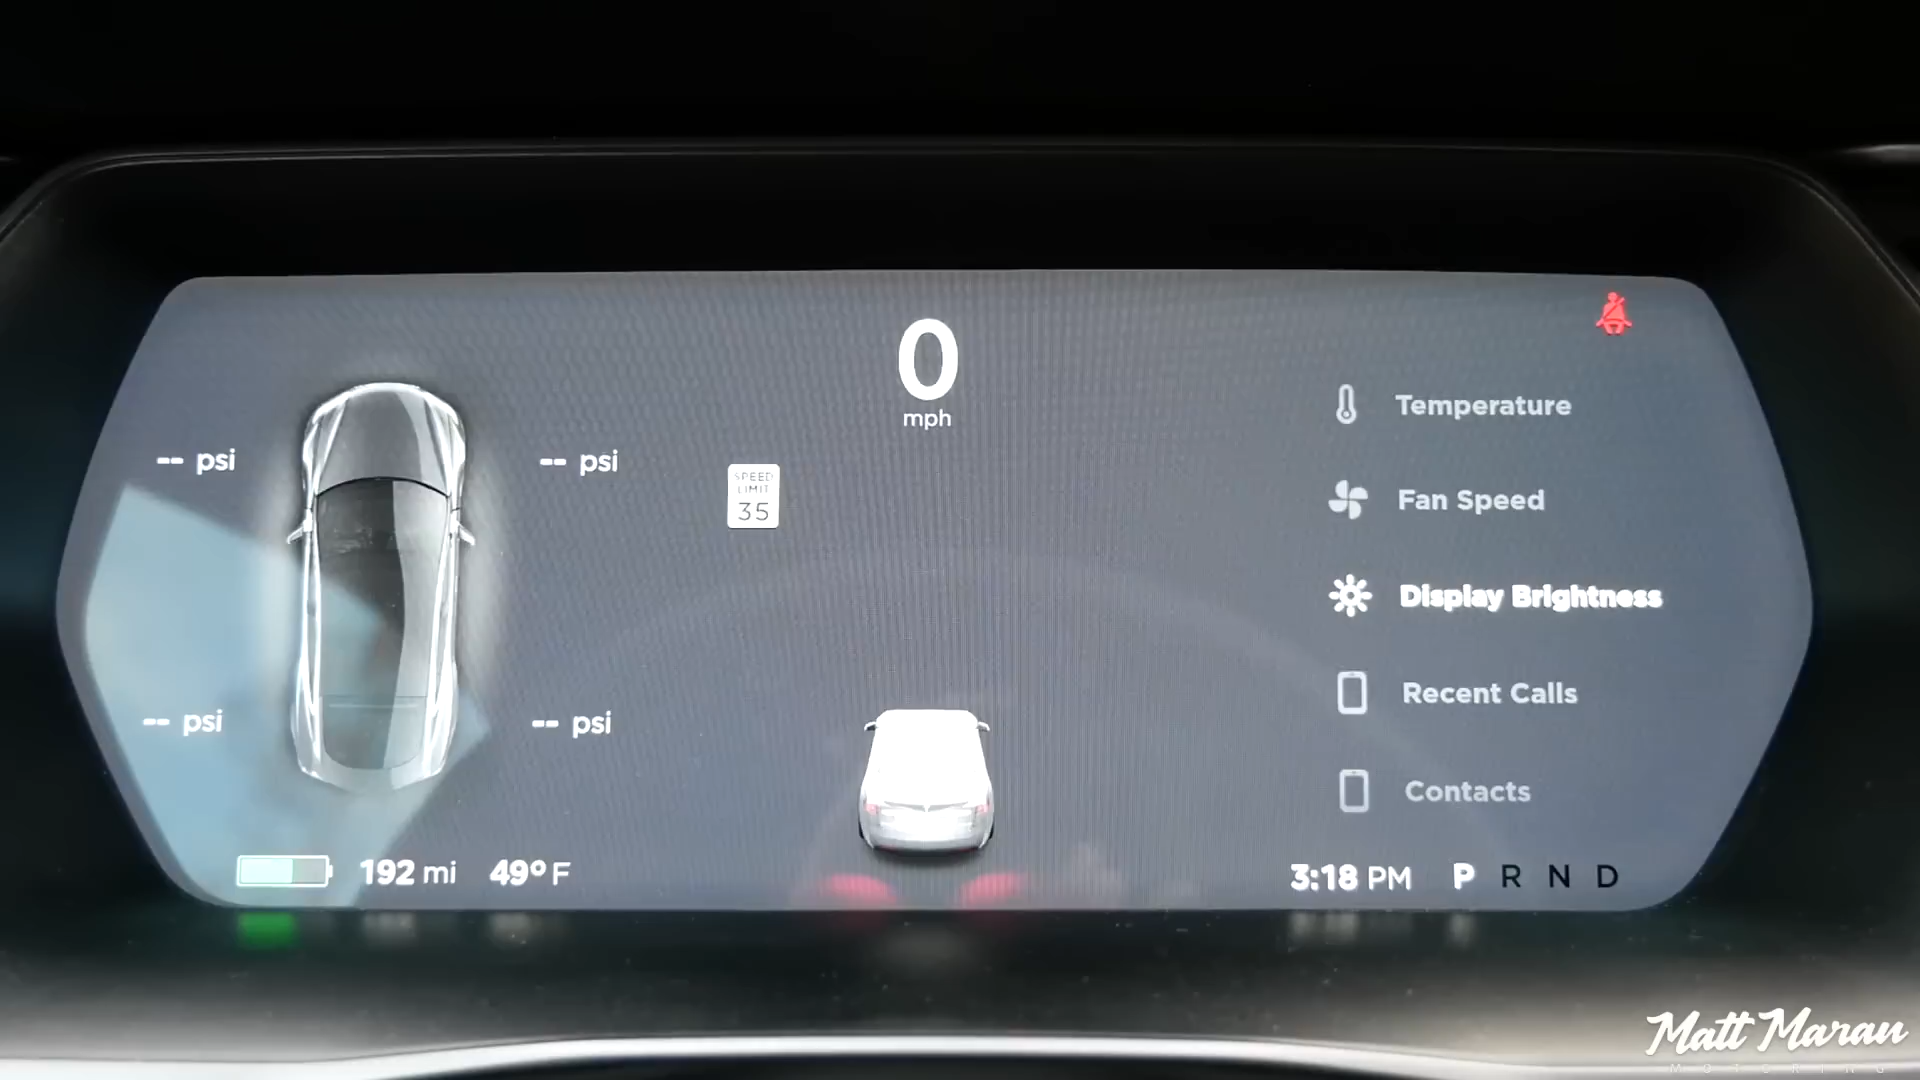 0
mph
-- psi
-- psi
SPEED
LIMIT
35
-- psi
-- psi
Temperature
Fan Speed
Display Brightness
Recent Calls
Contacts
192 mi
49° F
3:18 PM
P R N D
Matt Maran
MOTORING